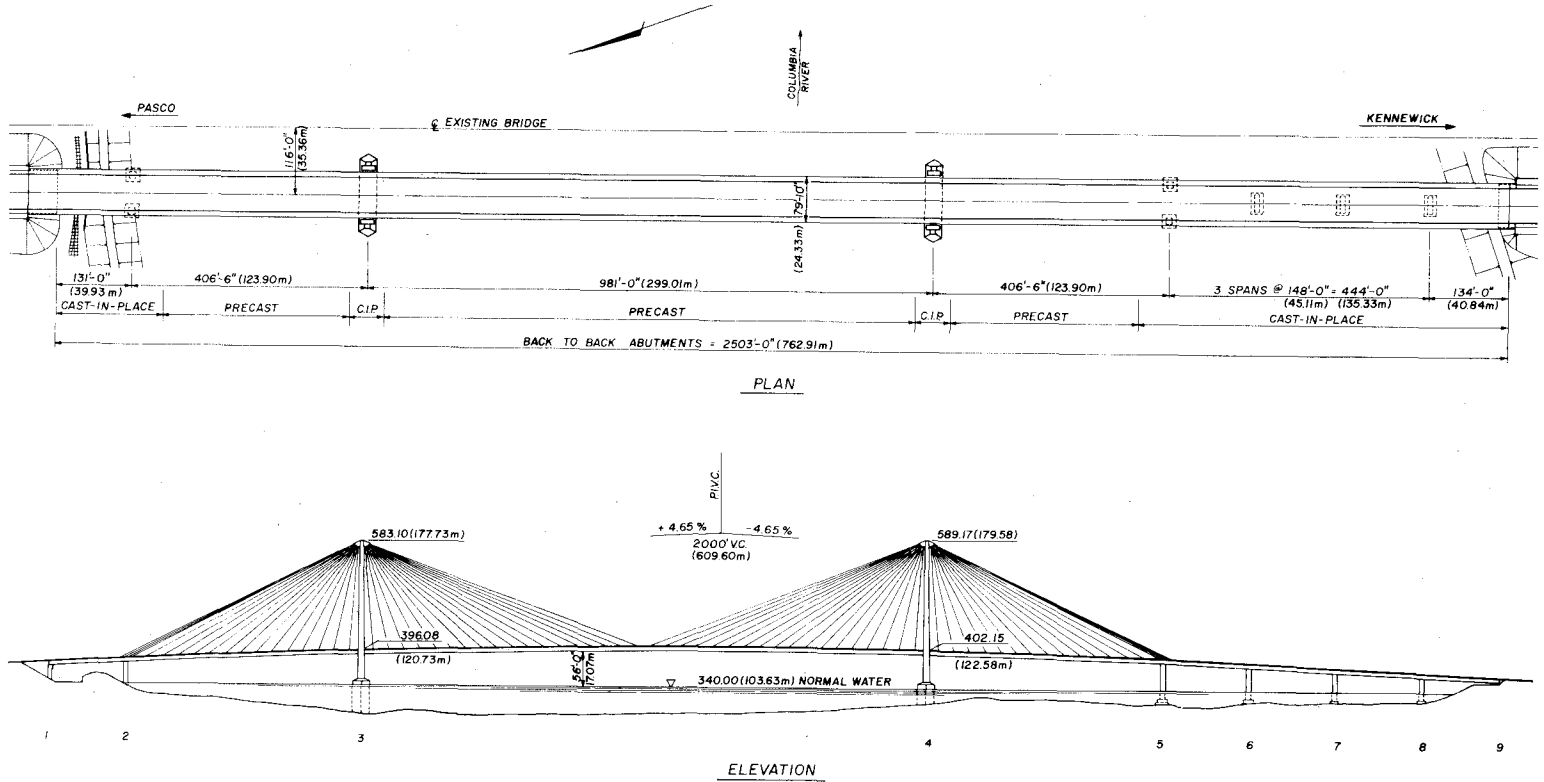 COLUMBIA
RIVER
PASCO
℄ EXISTING BRIDGE
KENNEWICK
116'-0"
(35.36m)
79'-10"
(24.33m)
131'-0"
(39.93 m)
406'-6" (123.90m)
981'-0" (299.01m)
406'-6" (123.90m)
3 SPANS @ 148'-0" = 444'-0"
(45.11m) (135.33m)
134'-0"
(40.84m)
CAST-IN-PLACE
PRECAST
C.I.P.
PRECAST
C.I.P.
PRECAST
CAST-IN-PLACE
BACK TO BACK ABUTMENTS = 2503'-0" (762.91m)
PLAN
P.I.V.C.
+ 4.65 % -4.65 %
2000' V.C.
(609.60m)
583.10 (177.73m)
589.17 (179.58)
396.08
(120.73m)
402.15
(122.58m)
56'-0"
17.07m
340.00 (103.63m) NORMAL WATER
1 2 3 4 5 6 7 8 9
ELEVATION